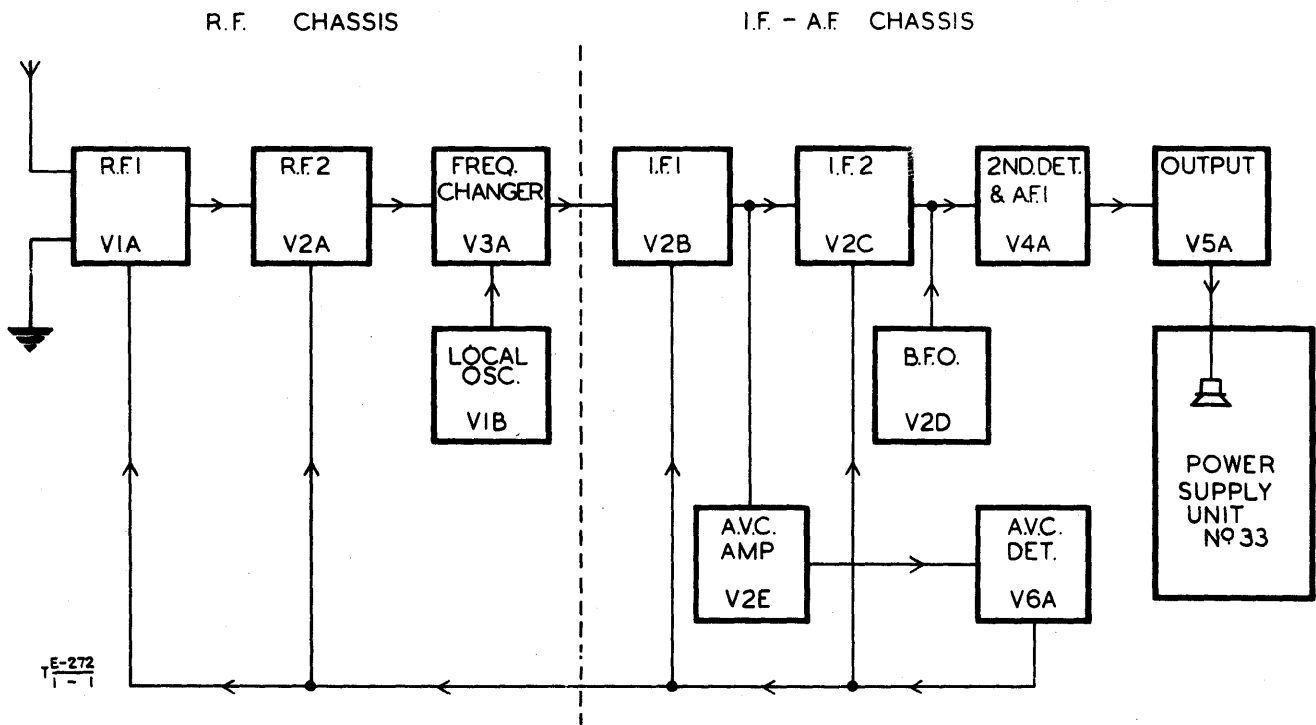 R.F. CHASSIS
I.F. - A.F. CHASSIS
R.F.1
V1A
R.F.2
V2A
FREQ.
CHANGER
V3A
I.F.1
V2B
I.F.2
V2C
2ND.DET.
& A.F.1
V4A
OUTPUT
V5A
LOCAL
OSC.
V1B
B.F.O.
V2D
POWER
SUPPLY
UNIT
Nº 33
A.V.C.
AMP
V2E
A.V.C.
DET.
V6A
T E-272
1 - 1